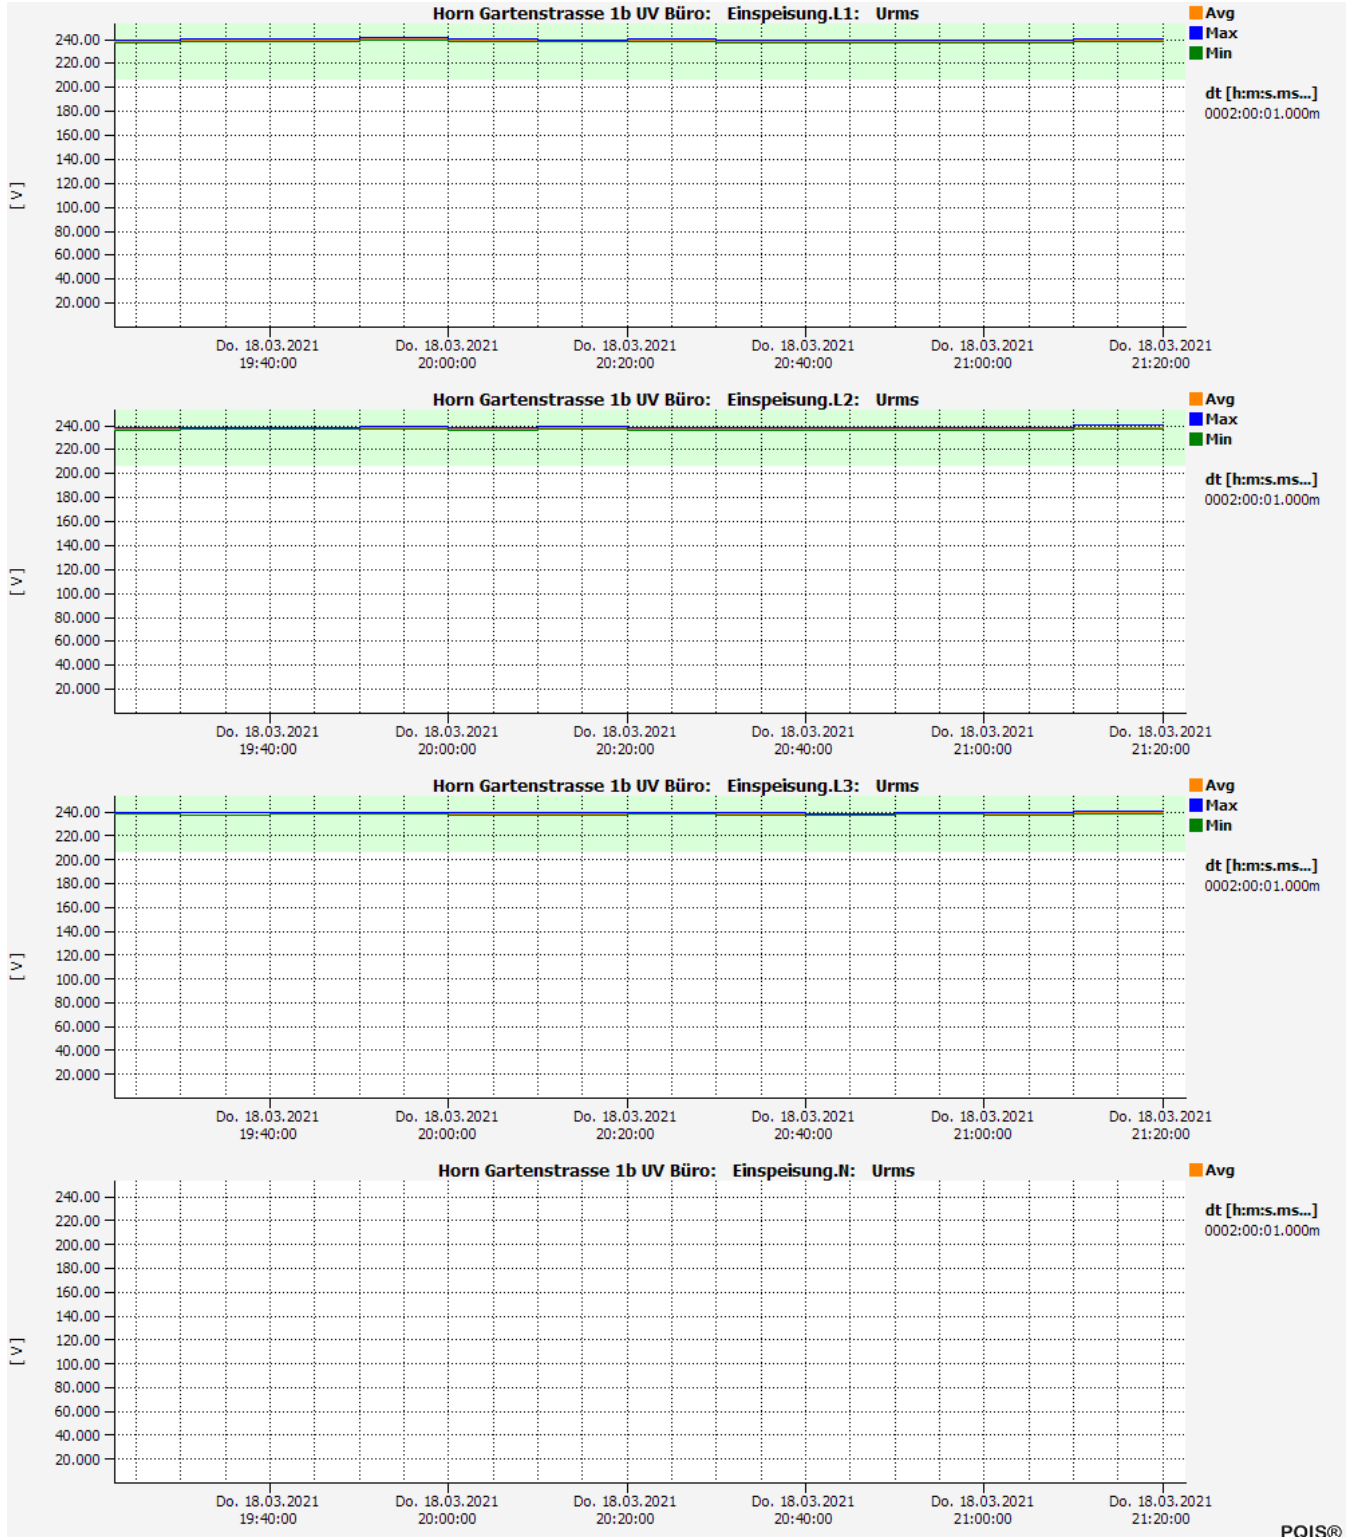 Horn Gartenstrasse 1b UV Büro: Einspeisung.L1: Urms
Avg
Max
Min
dt [h:m:s.ms...]
0002:00:01.000m
240.00
220.00
200.00
180.00
160.00
140.00
120.00
100.00
80.000
60.000
40.000
20.000
[ V ]
Do. 18.03.2021 Do. 18.03.2021 Do. 18.03.2021 Do. 18.03.2021 Do. 18.03.2021 Do. 18.03.2021
19:40:00 20:00:00 20:20:00 20:40:00 21:00:00 21:20:00
Horn Gartenstrasse 1b UV Büro: Einspeisung.L2: Urms
Avg
Max
Min
dt [h:m:s.ms...]
0002:00:01.000m
240.00
220.00
200.00
180.00
160.00
140.00
120.00
100.00
80.000
60.000
40.000
20.000
[ V ]
Do. 18.03.2021 Do. 18.03.2021 Do. 18.03.2021 Do. 18.03.2021 Do. 18.03.2021 Do. 18.03.2021
19:40:00 20:00:00 20:20:00 20:40:00 21:00:00 21:20:00
Horn Gartenstrasse 1b UV Büro: Einspeisung.L3: Urms
Avg
Max
Min
dt [h:m:s.ms...]
0002:00:01.000m
240.00
220.00
200.00
180.00
160.00
140.00
120.00
100.00
80.000
60.000
40.000
20.000
[ V ]
Do. 18.03.2021 Do. 18.03.2021 Do. 18.03.2021 Do. 18.03.2021 Do. 18.03.2021 Do. 18.03.2021
19:40:00 20:00:00 20:20:00 20:40:00 21:00:00 21:20:00
Horn Gartenstrasse 1b UV Büro: Einspeisung.N: Urms
Avg
dt [h:m:s.ms...]
0002:00:01.000m
240.00
220.00
200.00
180.00
160.00
140.00
120.00
100.00
80.000
60.000
40.000
20.000
[ V ]
Do. 18.03.2021 Do. 18.03.2021 Do. 18.03.2021 Do. 18.03.2021 Do. 18.03.2021 Do. 18.03.2021
19:40:00 20:00:00 20:20:00 20:40:00 21:00:00 21:20:00
PQIS®